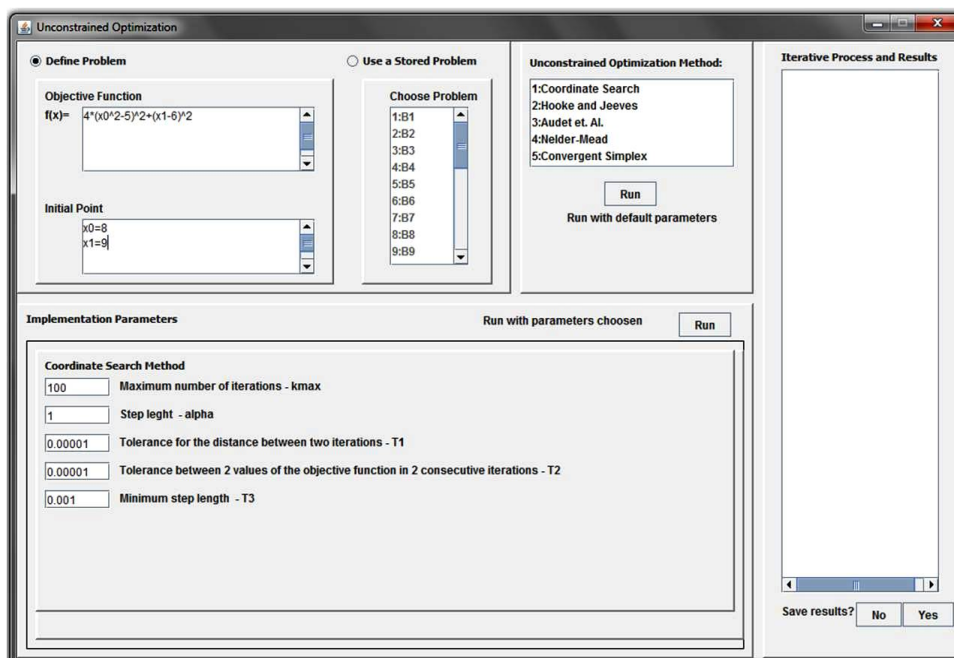 Unconstrained Optimization
Define Problem
Use a Stored Problem
Objective Function
f(x)= 4*(x0^2-5)^2+(x1-6)^2
Initial Point
x0=8
x1=9
Choose Problem
1:B1
2:B2
3:B3
4:B4
5:B5
6:B6
7:B7
8:B8
9:B9
Unconstrained Optimization Method:
1:Coordinate Search
2:Hooke and Jeeves
3:Audet et. Al.
4:Nelder-Mead
5:Convergent Simplex
Run
Run with default parameters
Iterative Process and Results
Implementation Parameters
Run with parameters choosen
Run
Coordinate Search Method
100 Maximum number of iterations - kmax
1 Step leght - alpha
0.00001 Tolerance for the distance between two iterations - T1
0.00001 Tolerance between 2 values of the objective function in 2 consecutive iterations - T2
0.001 Minimum step length - T3
Save results? No Yes